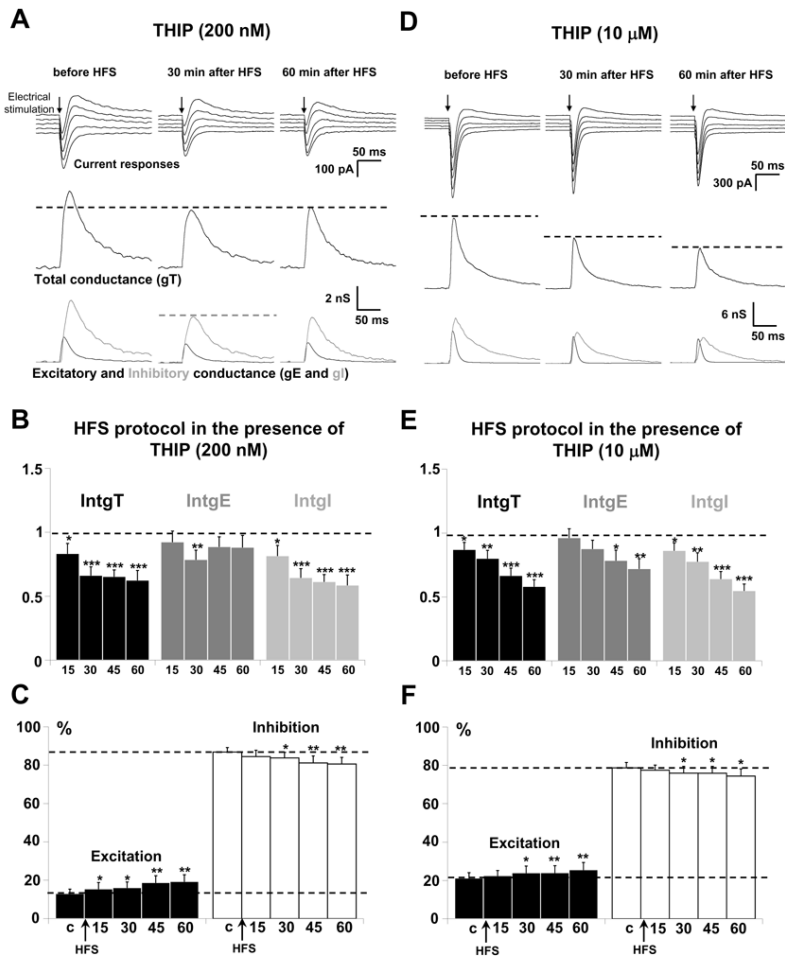 A
THIP (200 nM)
before HFS
30 min after HFS
60 min after HFS
Electrical
stimulation
Current responses
50 ms
100 pA
Total conductance (gT)
2 nS
50 ms
Excitatory and Inhibitory conductance (gE and gI)
B
HFS protocol in the presence of
THIP (200 nM)
1.5
1
0.5
0
IntgT
IntgE
IntgI
* *** *** ***
**
* *** *** ***
15 30 45 60 15 30 45 60 15 30 45 60
C
%
100
80
60
40
20
0
Inhibition
* ** **
Excitation
* * ** **
c 15 30 45 60 c 15 30 45 60
HFS HFS
D
THIP (10 µM)
before HFS
30 min after HFS
60 min after HFS
50 ms
300 pA
6 nS
50 ms
E
HFS protocol in the presence of
THIP (10 µM)
1.5
1
0.5
0
IntgT
IntgE
IntgI
* ** *** ***
* **
* ** *** ***
15 30 45 60 15 30 45 60 15 30 45 60
F
%
100
80
60
40
20
0
Inhibition
* * *
Excitation
* ** **
c 15 30 45 60 c 15 30 45 60
HFS HFS